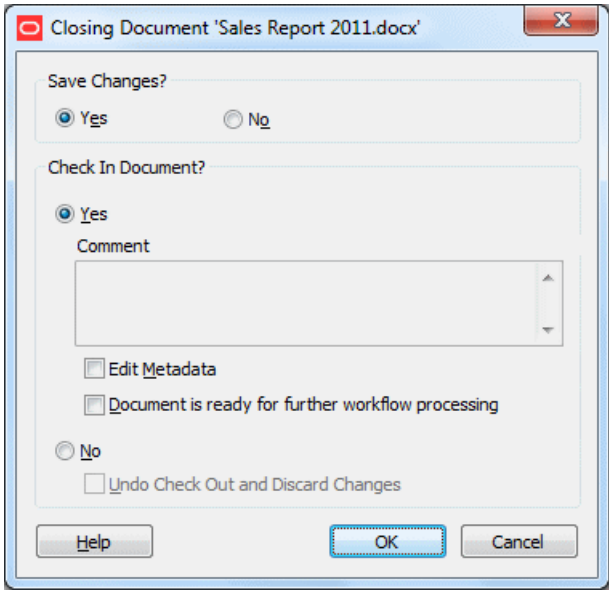 Closing Document 'Sales Report 2011.docx'
Save Changes?
Yes No
Check In Document?
Yes
Comment
Edit Metadata
Document is ready for further workflow processing
No
Undo Check Out and Discard Changes
Help OK Cancel